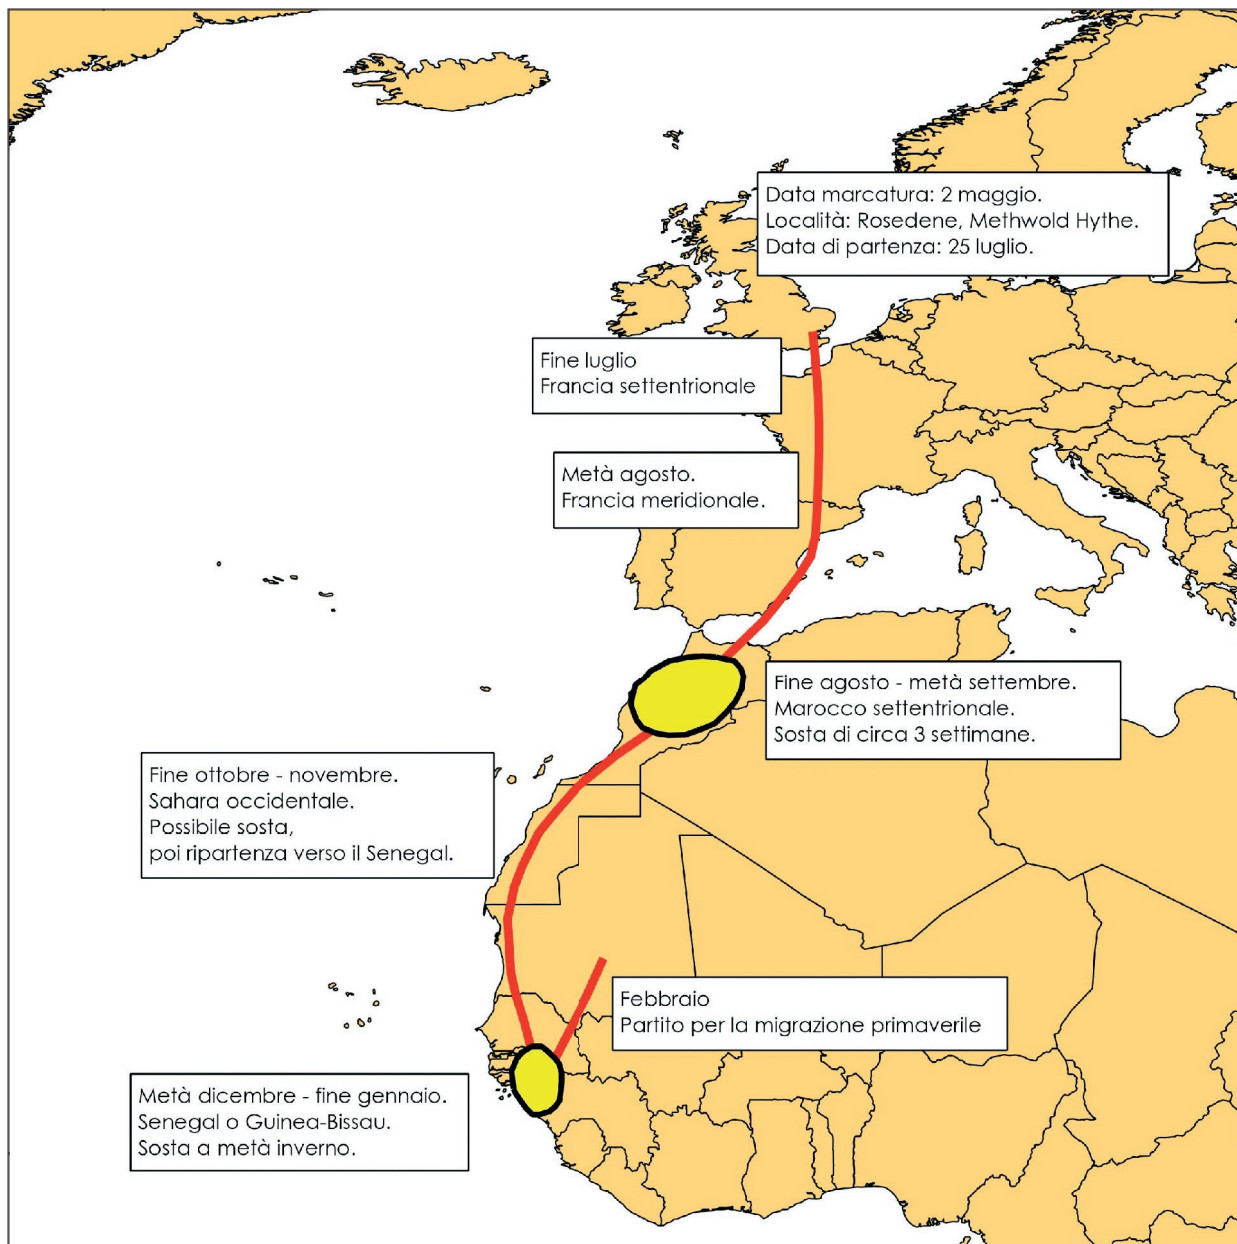 Data marcatura: 2 maggio.
Località: Rosedene, Methwold Hythe.
Data di partenza: 25 luglio.
Fine luglio
Francia settentrionale
Metà agosto.
Francia meridionale.
Fine agosto - metà settembre.
Marocco settentrionale.
Sosta di circa 3 settimane.
Fine ottobre - novembre.
Sahara occidentale.
Possibile sosta,
poi ripartenza verso il Senegal.
Febbraio
Partito per la migrazione primaverile
Metà dicembre - fine gennaio.
Senegal o Guinea-Bissau.
Sosta a metà inverno.